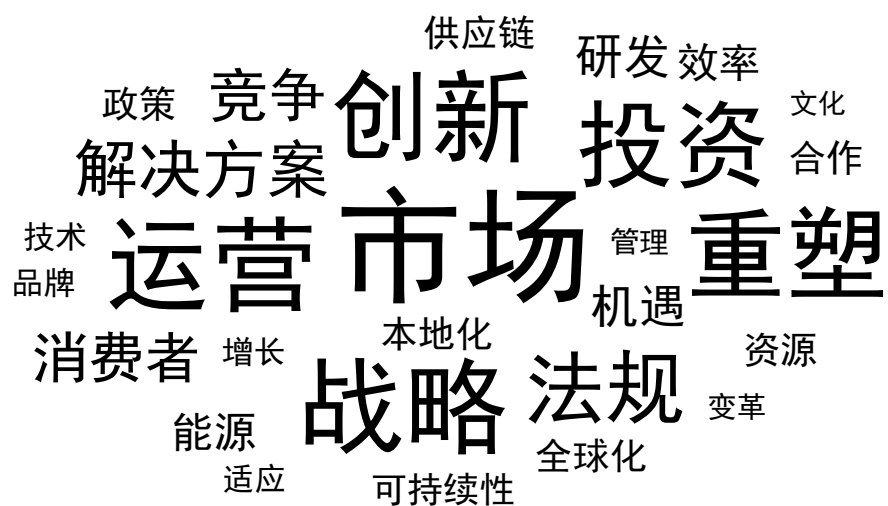 供应链
研发
效率
政策
竞争
创新
投资
文化
解决方案
合作
技术
运营
市场
管理
重塑
品牌
机遇
消费者
增长
本地化
资源
战略
法规
变革
能源
全球化
适应
可持续性